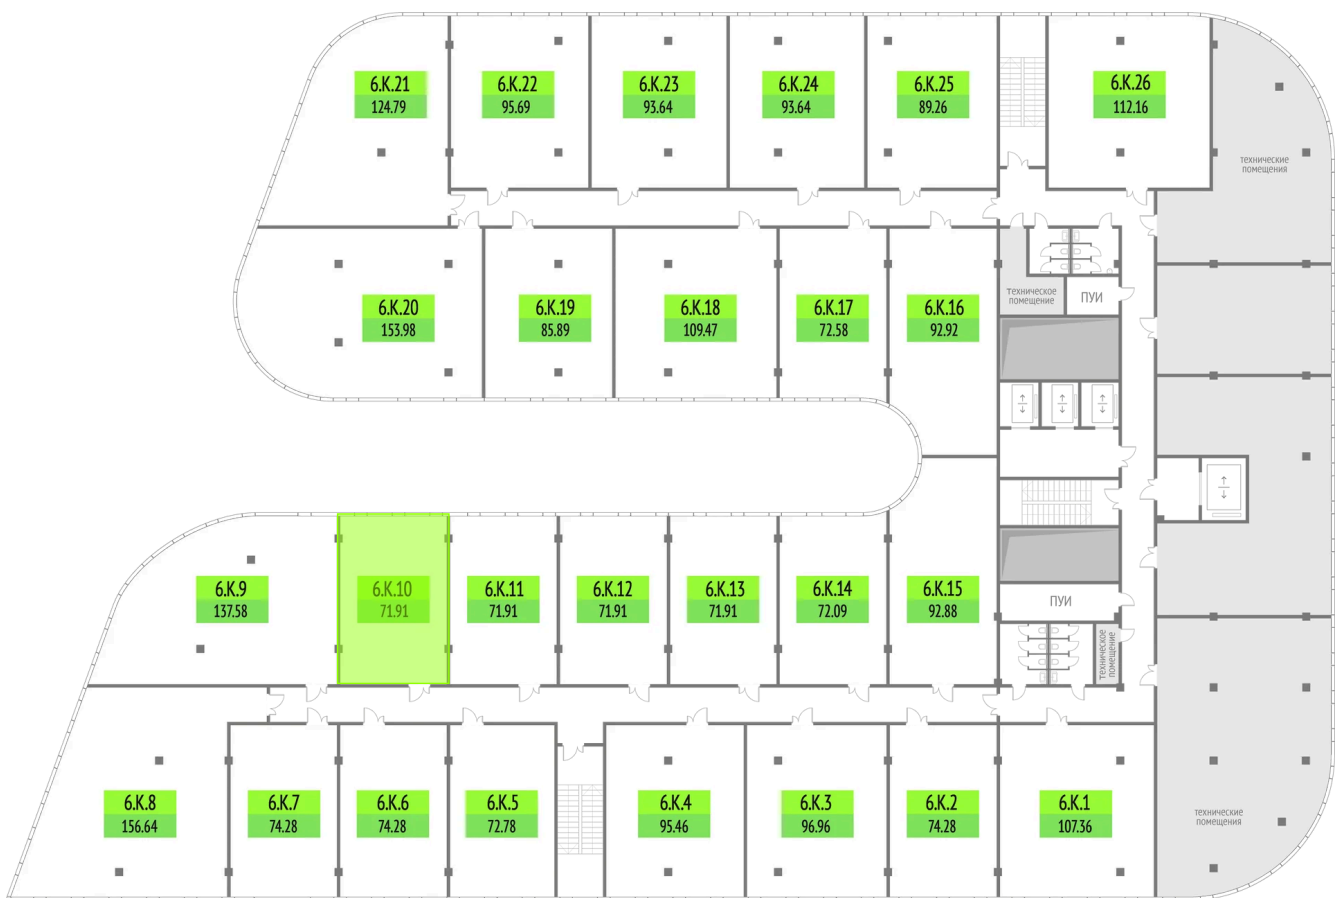 6.K.21
124.79
6.K.22
95.69
6.K.23
93.64
6.K.24
93.64
6.K.25
89.26
6.K.26
112.16
технические
помещения
6.K.20
153.98
6.K.19
85.89
6.K.18
109.47
6.K.17
72.58
6.K.16
92.92
техническое
помещение
ПУИ
6.K.9
137.58
6.K.10
71.91
6.K.11
71.91
6.K.12
71.91
6.K.13
71.91
6.K.14
72.09
6.K.15
92.88
ПУИ
техническое
помещение
6.K.8
156.64
6.K.7
74.28
6.K.6
74.28
6.K.5
72.78
6.K.4
95.46
6.K.3
96.96
6.K.2
74.28
6.K.1
107.36
технические
помещения